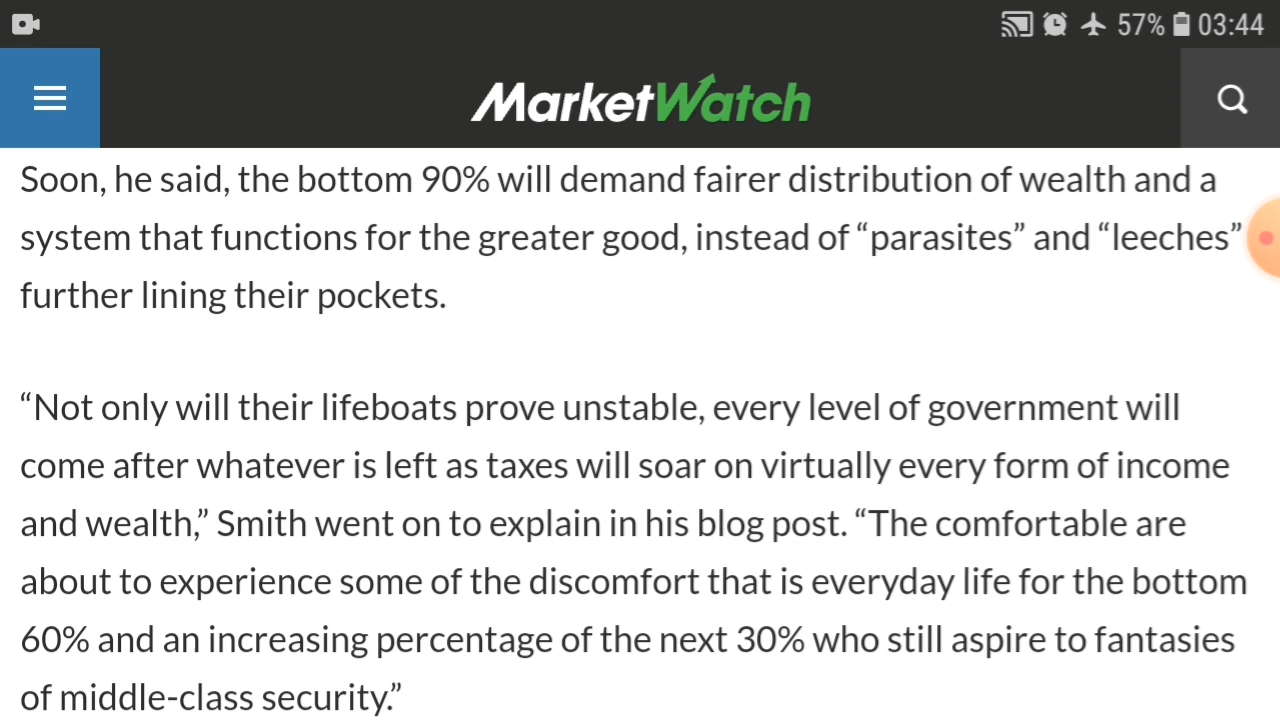 57% 03:44
MarketWatch
Soon, he said, the bottom 90% will demand fairer distribution of wealth and a
system that functions for the greater good, instead of “parasites” and “leeches”
further lining their pockets.
“Not only will their lifeboats prove unstable, every level of government will
come after whatever is left as taxes will soar on virtually every form of income
and wealth,” Smith went on to explain in his blog post. “The comfortable are
about to experience some of the discomfort that is everyday life for the bottom
60% and an increasing percentage of the next 30% who still aspire to fantasies
of middle-class security.”